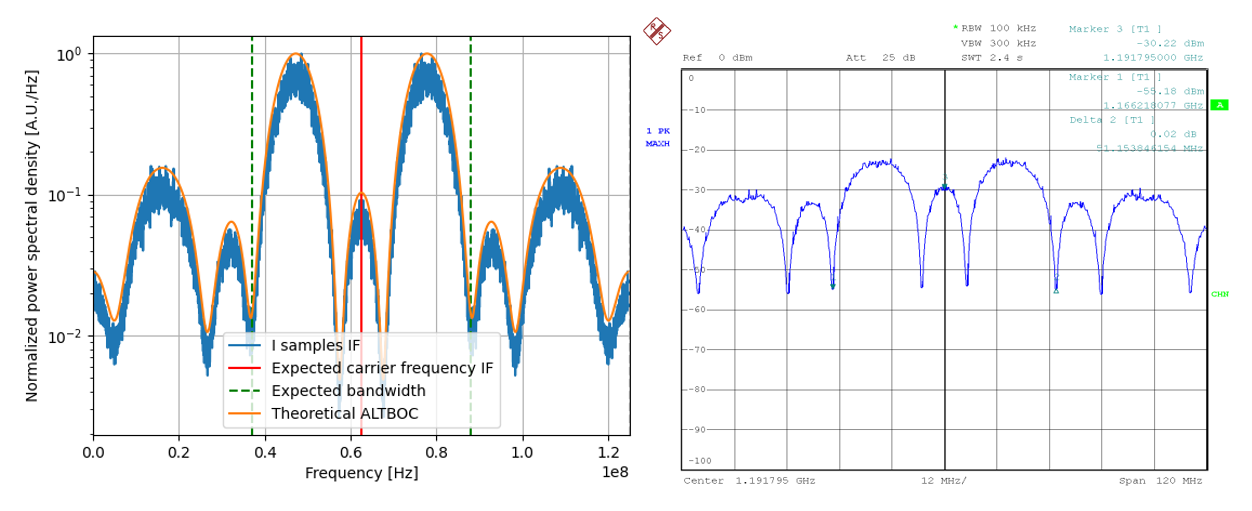 Normalized power spectral density [A.U./Hz]
10⁰
10⁻¹
10⁻²
I samples IF
Expected carrier frequency IF
Expected bandwidth
Theoretical ALTBOC
0.0 0.2 0.4 0.6 0.8 1.0 1.2
1e8
Frequency [Hz]
R S
* RBW 100 kHz Marker 3 [T1 ]
VBW 300 kHz -30.22 dBm
Ref 0 dBm Att 25 dB SWT 2.4 s 1.191795000 GHz
Marker 1 [T1 ]
-55.18 dBm
1.166218077 GHz
Delta 2 [T1 ]
0.02 dB
51.153846154 MHz
A
1 PK
MAXH
0
-10
-20
-30
-40
-50
-60
-70
-80
-90
-100
CHN
Center 1.191795 GHz 12 MHz/ Span 120 MHz